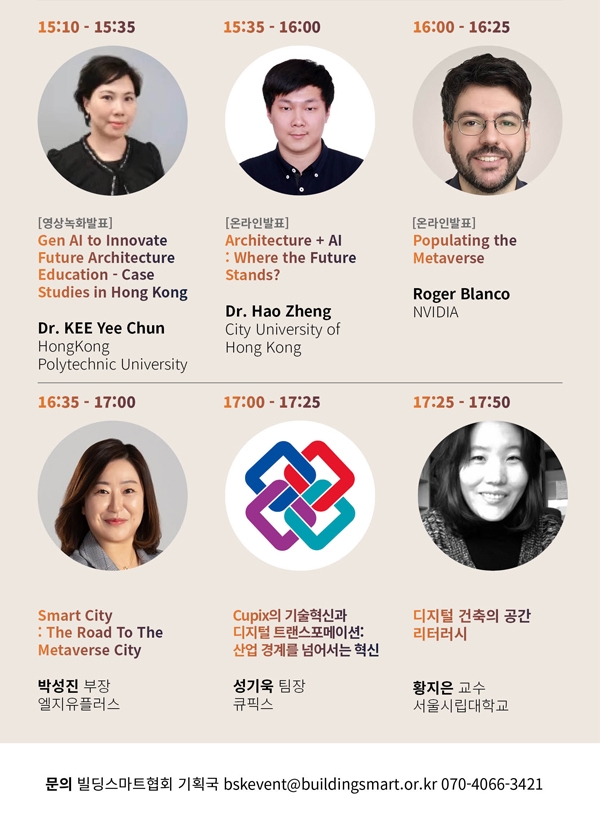 15:10 - 15:35
[영상녹화발표]
Gen AI to Innovate
Future Architecture
Education - Case
Studies in Hong Kong
Dr. KEE Yee Chun
HongKong
Polytechnic University
15:35 - 16:00
[온라인발표]
Architecture + AI
: Where the Future
Stands?
Dr. Hao Zheng
City University of
Hong Kong
16:00 - 16:25
[온라인발표]
Populating the
Metaverse
Roger Blanco
NVIDIA
16:35 - 17:00
Smart City
: The Road To The
Metaverse City
박성진 부장
엘지유플러스
17:00 - 17:25
Cupix의 기술혁신과
디지털 트랜스포메이션:
산업 경계를 넘어서는 혁신
성기욱 팀장
큐픽스
17:25 - 17:50
디지털 건축의 공간
리터러시
황지은 교수
서울시립대학교
문의 빌딩스마트협회 기획국 bskevent@buildingsmart.or.kr 070-4066-3421